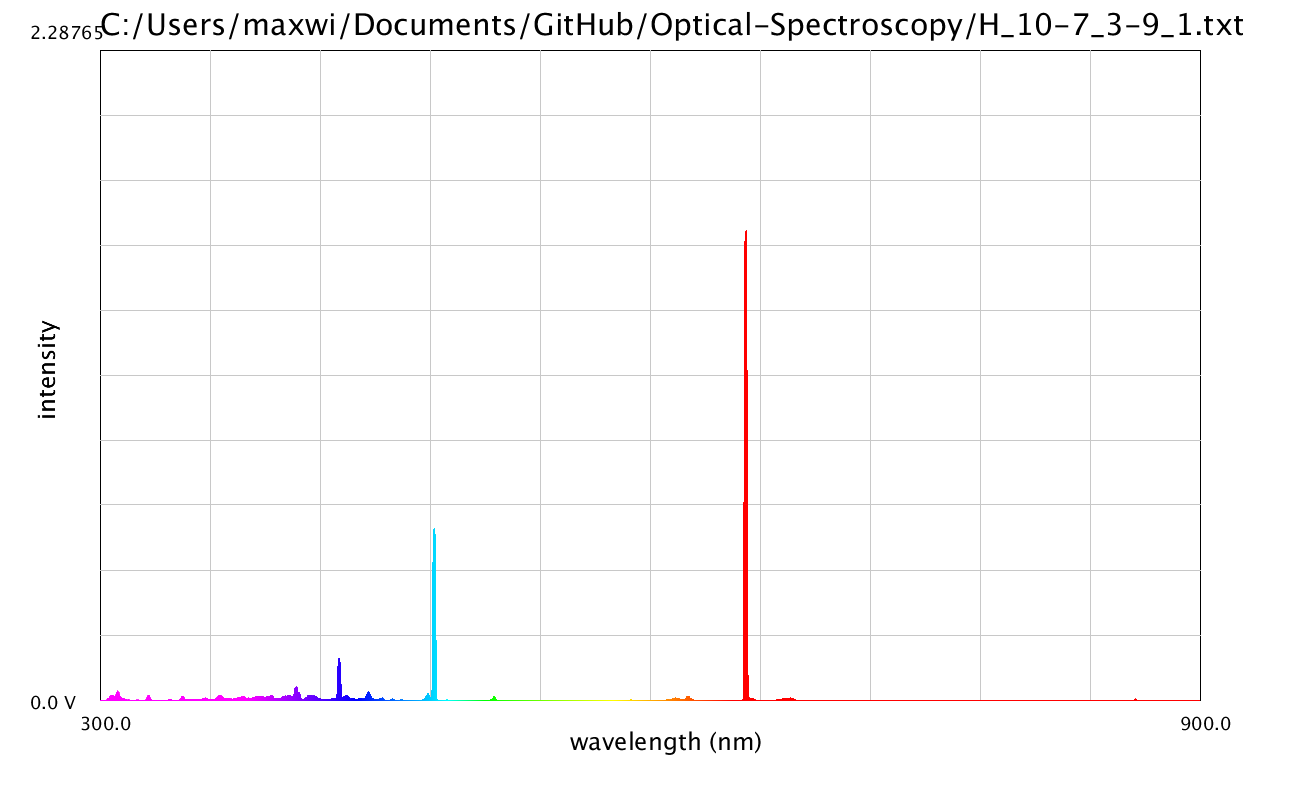 C:/Users/maxwi/Documents/GitHub/Optical-Spectroscopy/H_10-7_3-9_1.txt
2.28765
intensity
0.0 V
300.0
900.0
wavelength (nm)